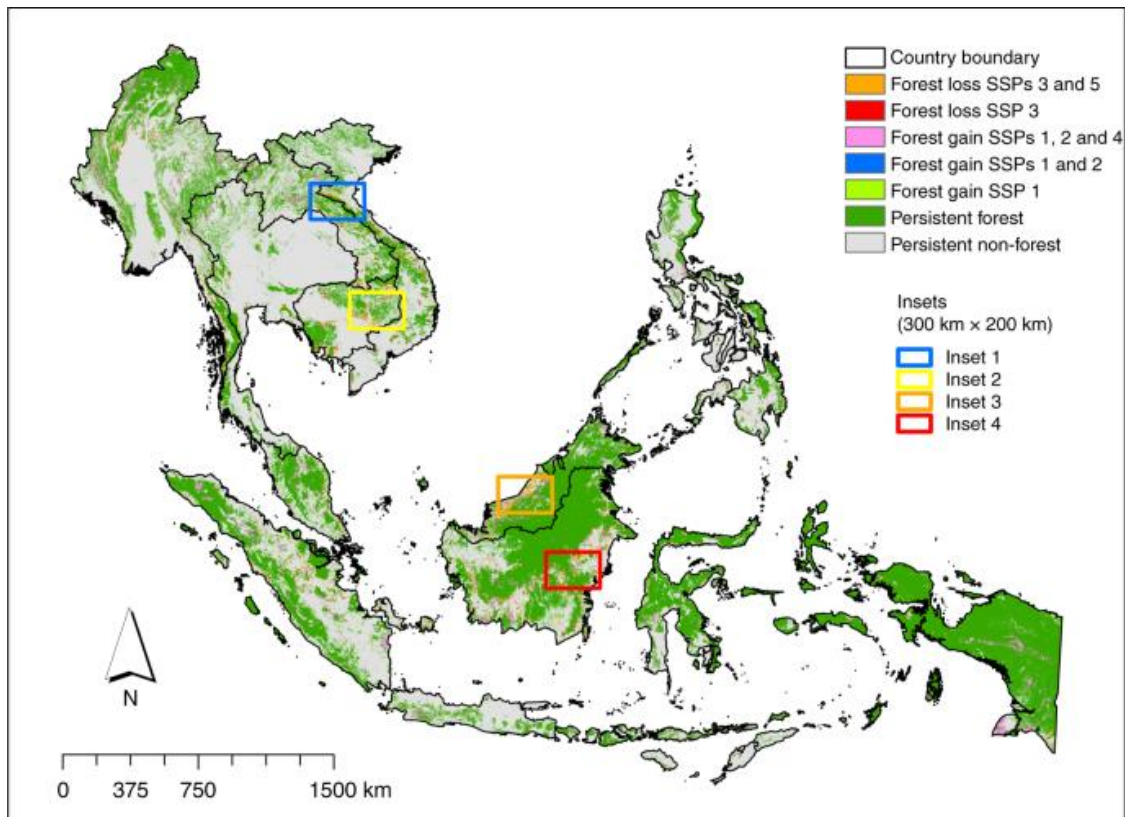 Country boundary
Forest loss SSPs 3 and 5
Forest loss SSP 3
Forest gain SSPs 1, 2 and 4
Forest gain SSPs 1 and 2
Forest gain SSP 1
Persistent forest
Persistent non-forest
Insets
(300 km × 200 km)
Inset 1
Inset 2
Inset 3
Inset 4
N
0 375 750 1500 km